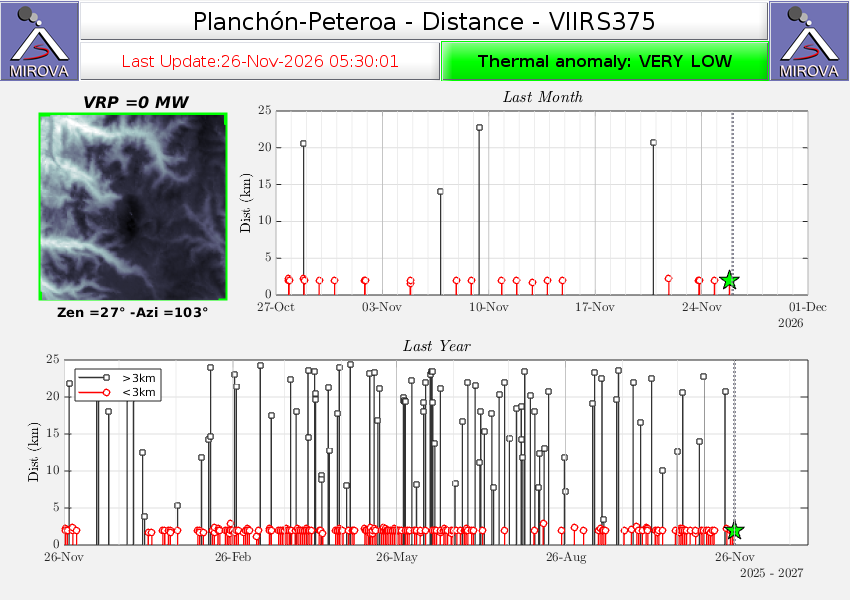 MIROVA
Planchón-Peteroa - Distance - VIIRS375
MIROVA
Last Update:26-Nov-2026 05:30:01
Thermal anomaly: VERY LOW
VRP =0 MW
Zen =27° -Azi =103°
Last Month
Dist (km)
25
20
15
10
5
0
27-Oct
03-Nov
10-Nov
17-Nov
24-Nov
01-Dec
2026
Last Year
Dist (km)
25
20
15
10
5
0
>3km
<3km
26-Nov
26-Feb
26-May
26-Aug
26-Nov
2025 - 2027